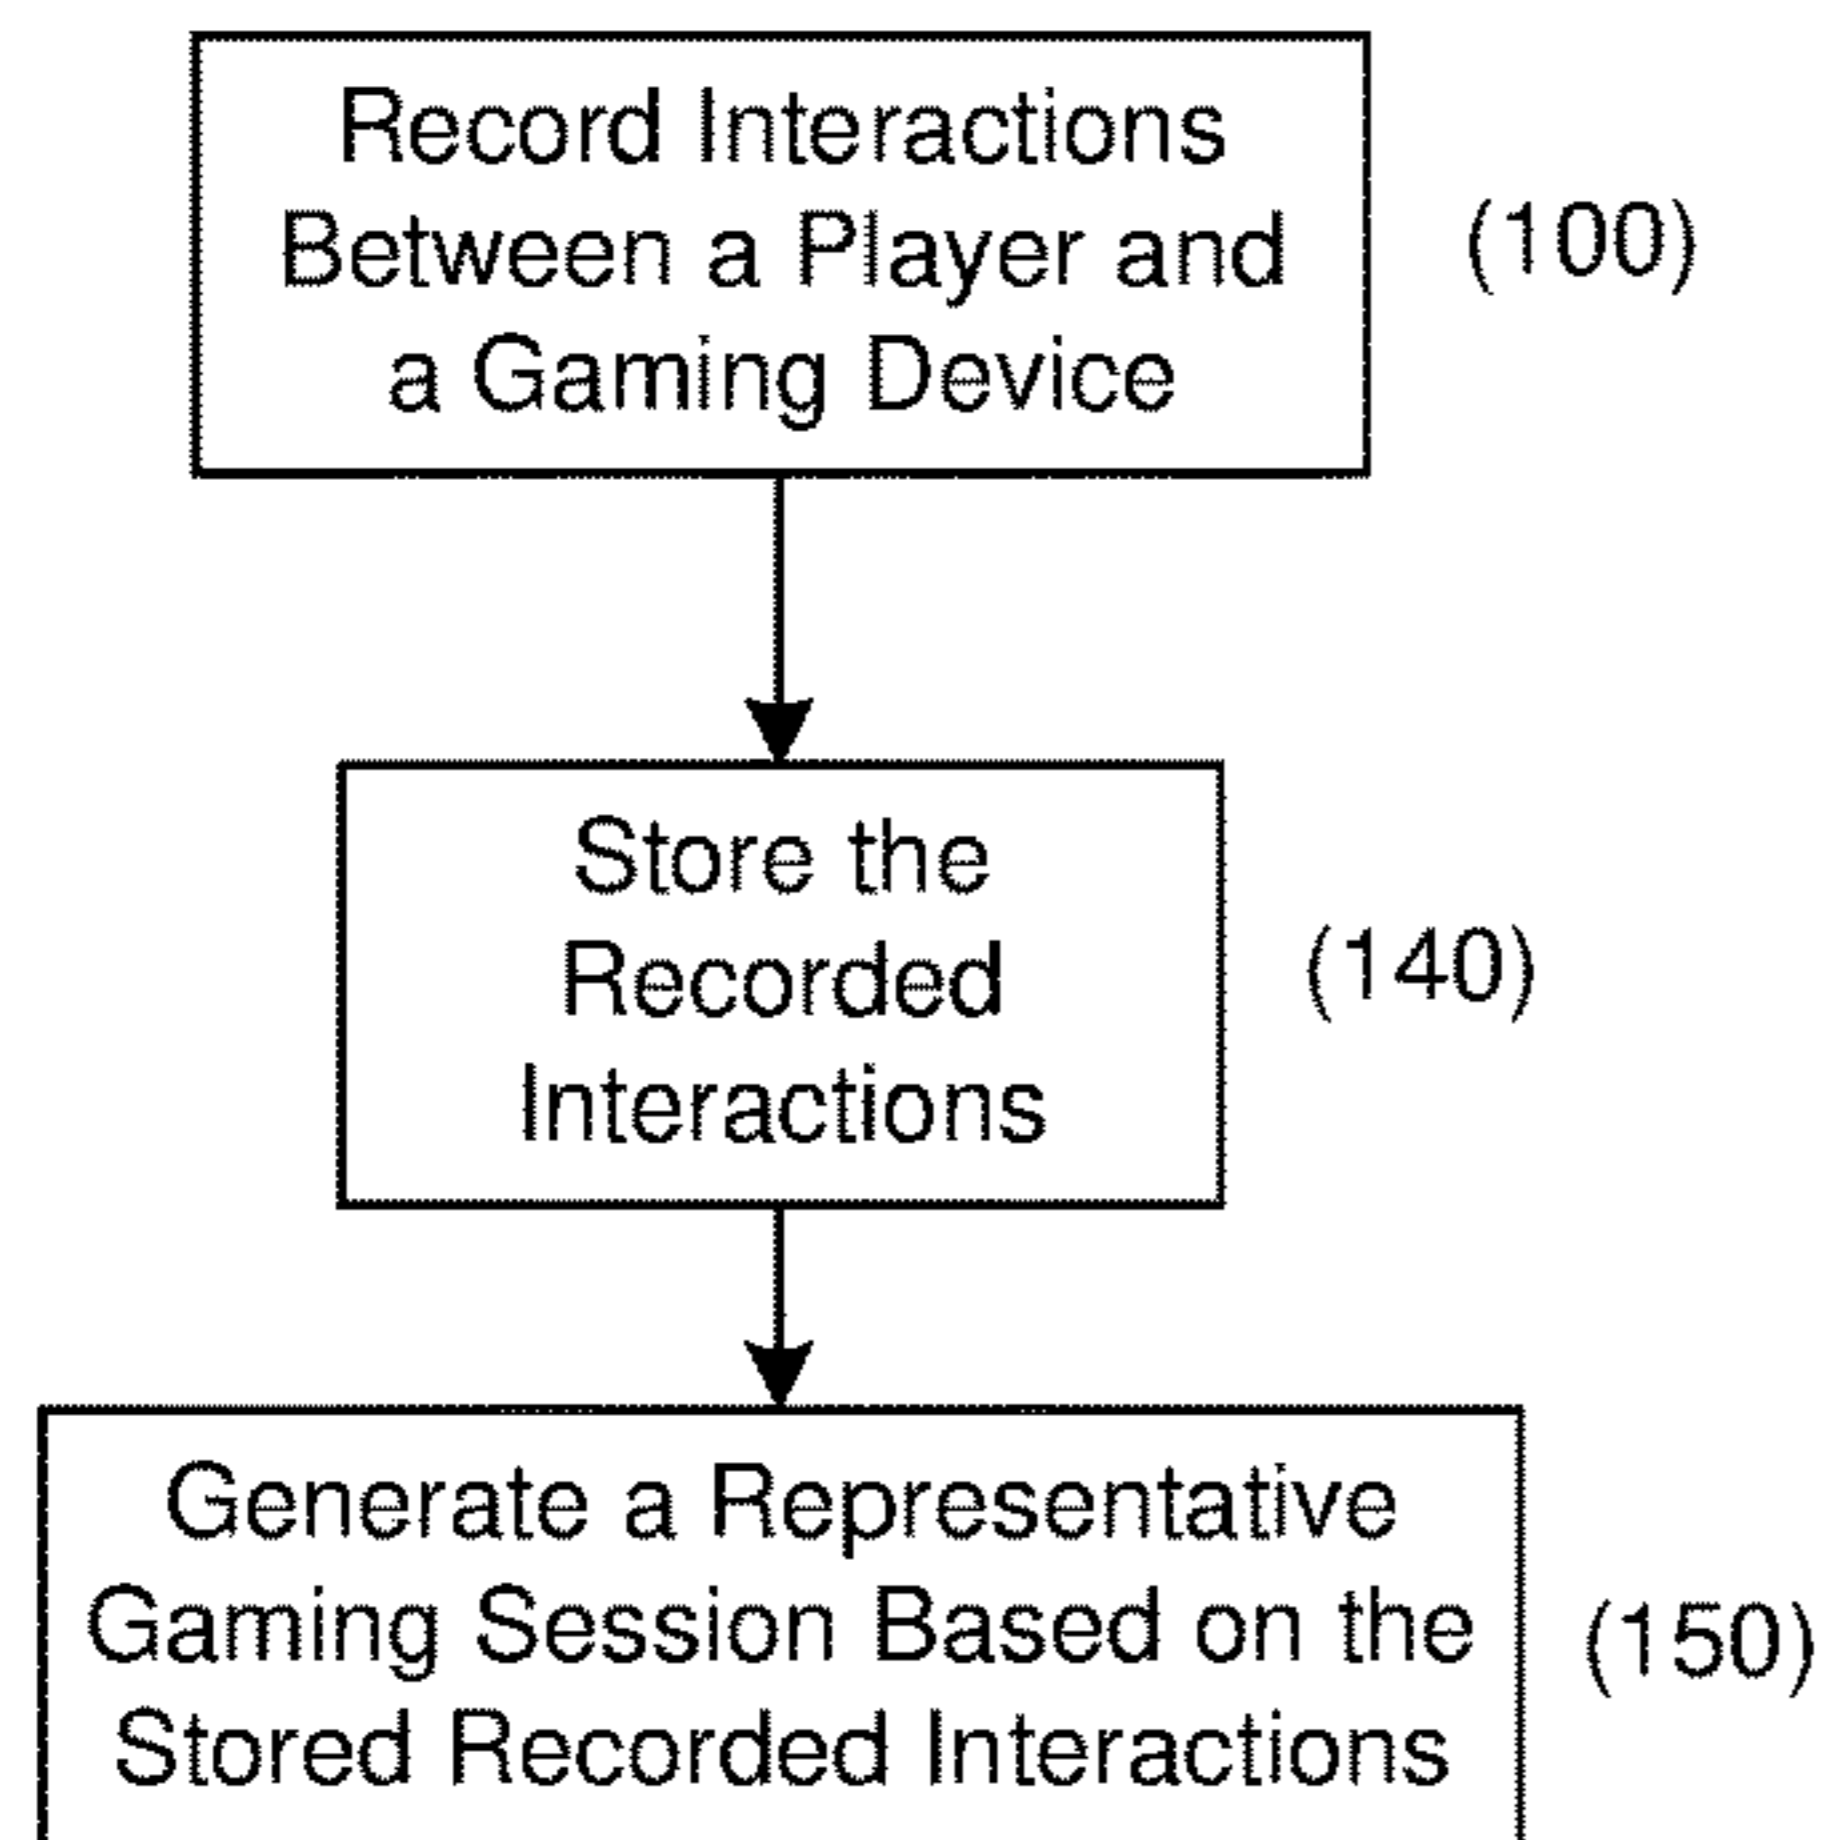 Record Interactions
Between a Player and
a Gaming Device
(100)
Store the
Recorded
Interactions
(140)
Generate a Representative
Gaming Session Based on the
Stored Recorded Interactions
(150)